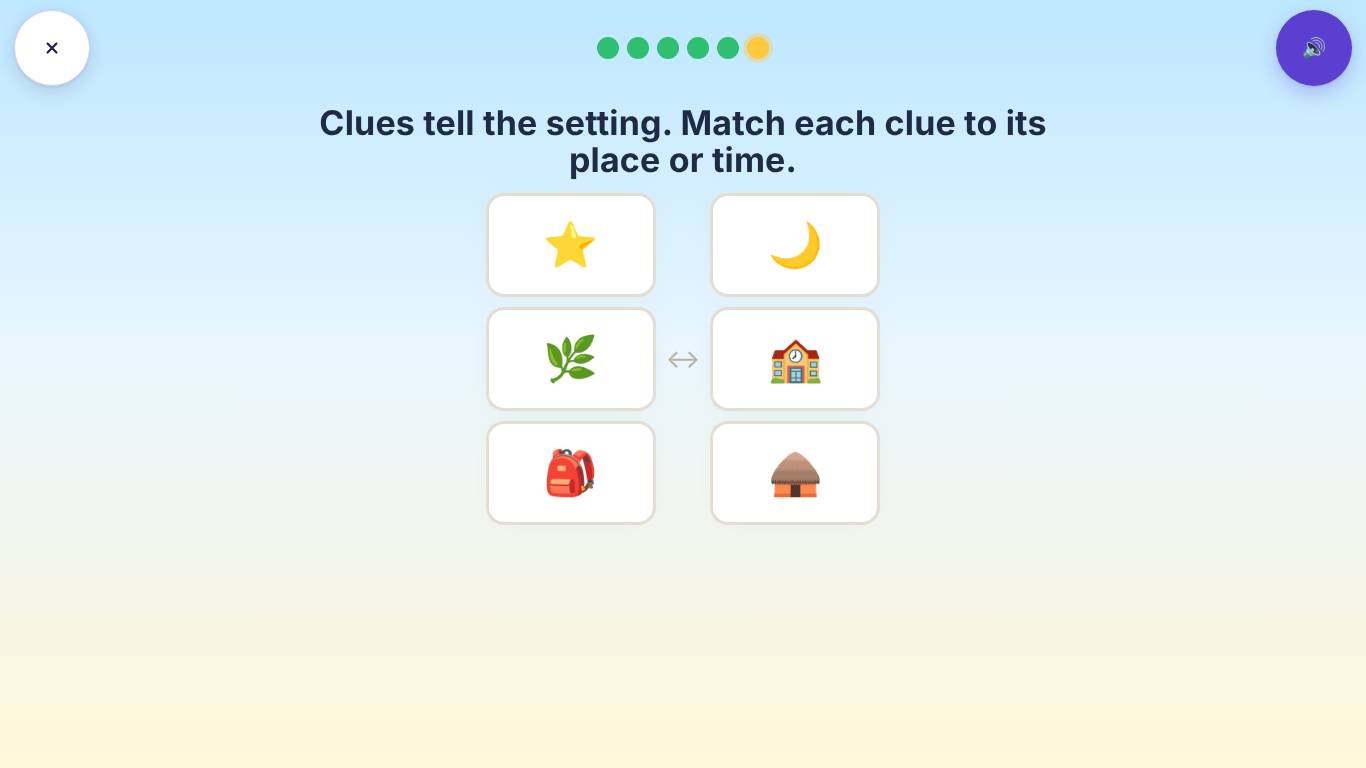 Clues tell the setting. Match each clue to its
place or time.